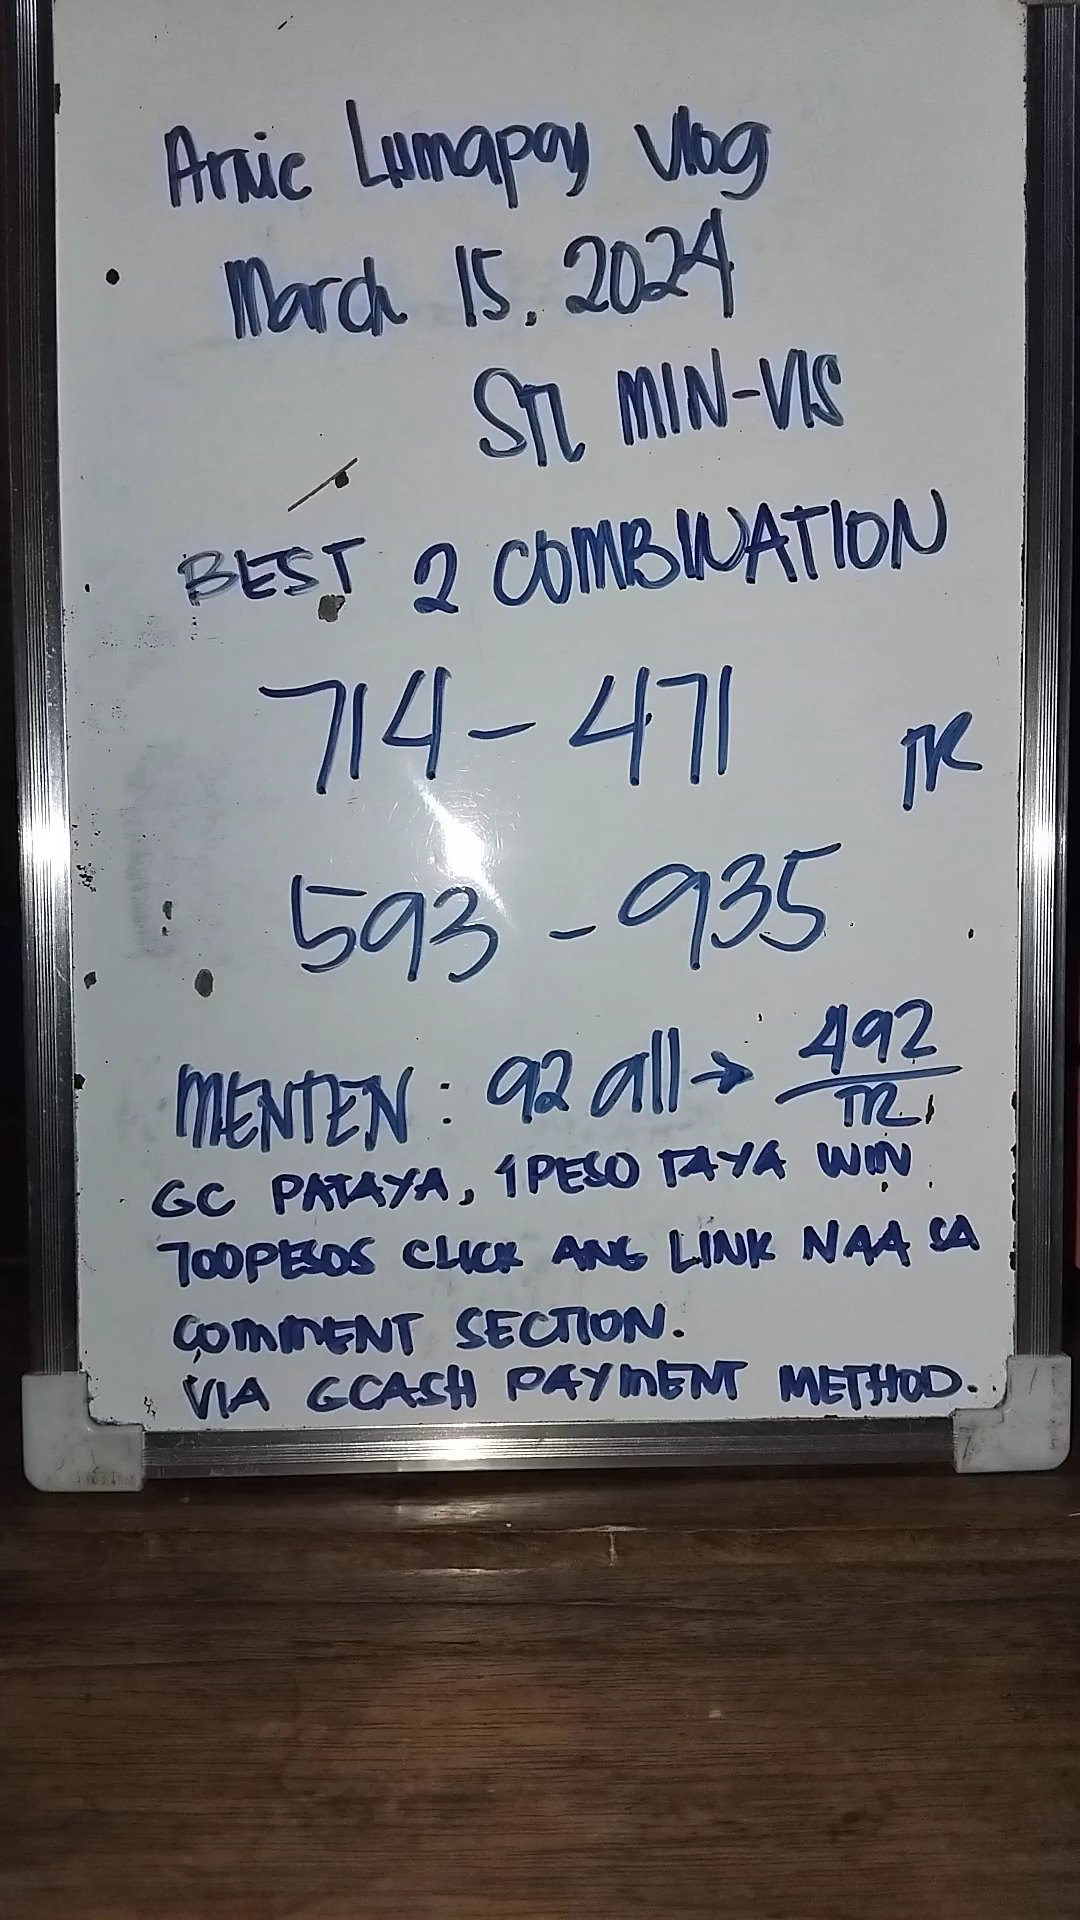 Arnie Lumapay Vlog
March 15, 2024
STL MIN-VIS
BEST 2 COMBINATION
714 - 471
TR
593 - 935
MENTEN : 92 all → 492
TR
GC PATAYA, 1PESO TAYA WIN
700PESOS CLICK ANG LINK NAA SA
COMMENT SECTION.
VIA GCASH PAYMENT METHOD.